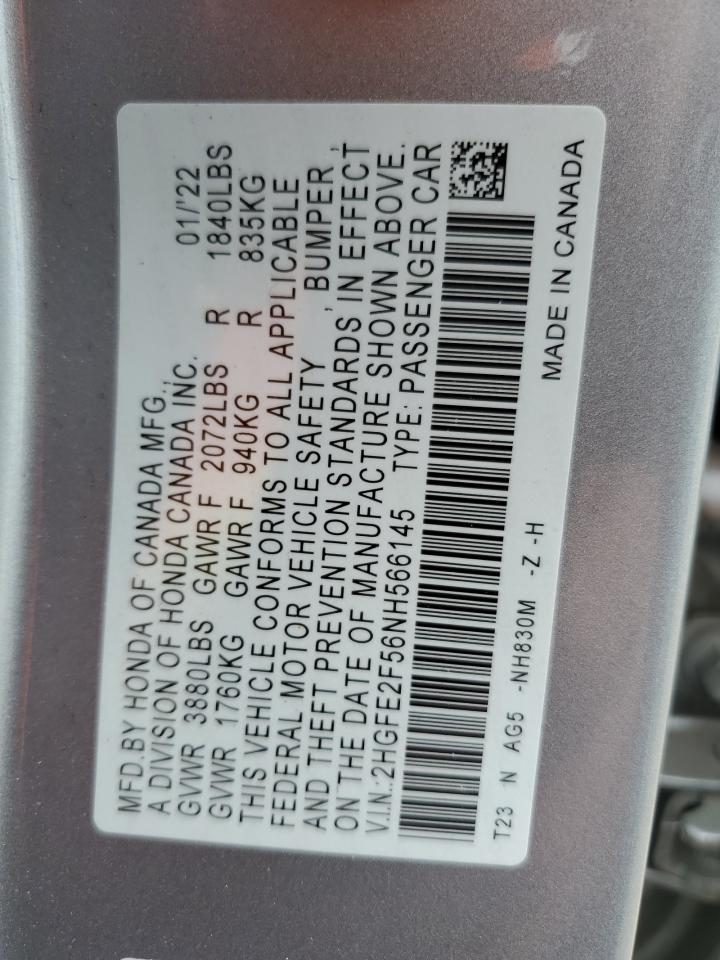 MFD.BY HONDA OF CANADA MFG.,
A DIVISION OF HONDA CANADA INC. 01/'22
GVWR 3880LBS GAWR F 2072LBS R 1840LBS
GVWR 1760KG GAWR F 940KG R 835KG
THIS VEHICLE CONFORMS TO ALL APPLICABLE
FEDERAL MOTOR VEHICLE SAFETY , BUMPER ,
AND THEFT PREVENTION STANDARDS IN EFFECT
ON THE DATE OF MANUFACTURE SHOWN ABOVE.
V.I.N.:2HGFE2F56NH566145 TYPE: PASSENGER CAR
T23 N AG5 -NH830M -Z -H
MADE IN CANADA